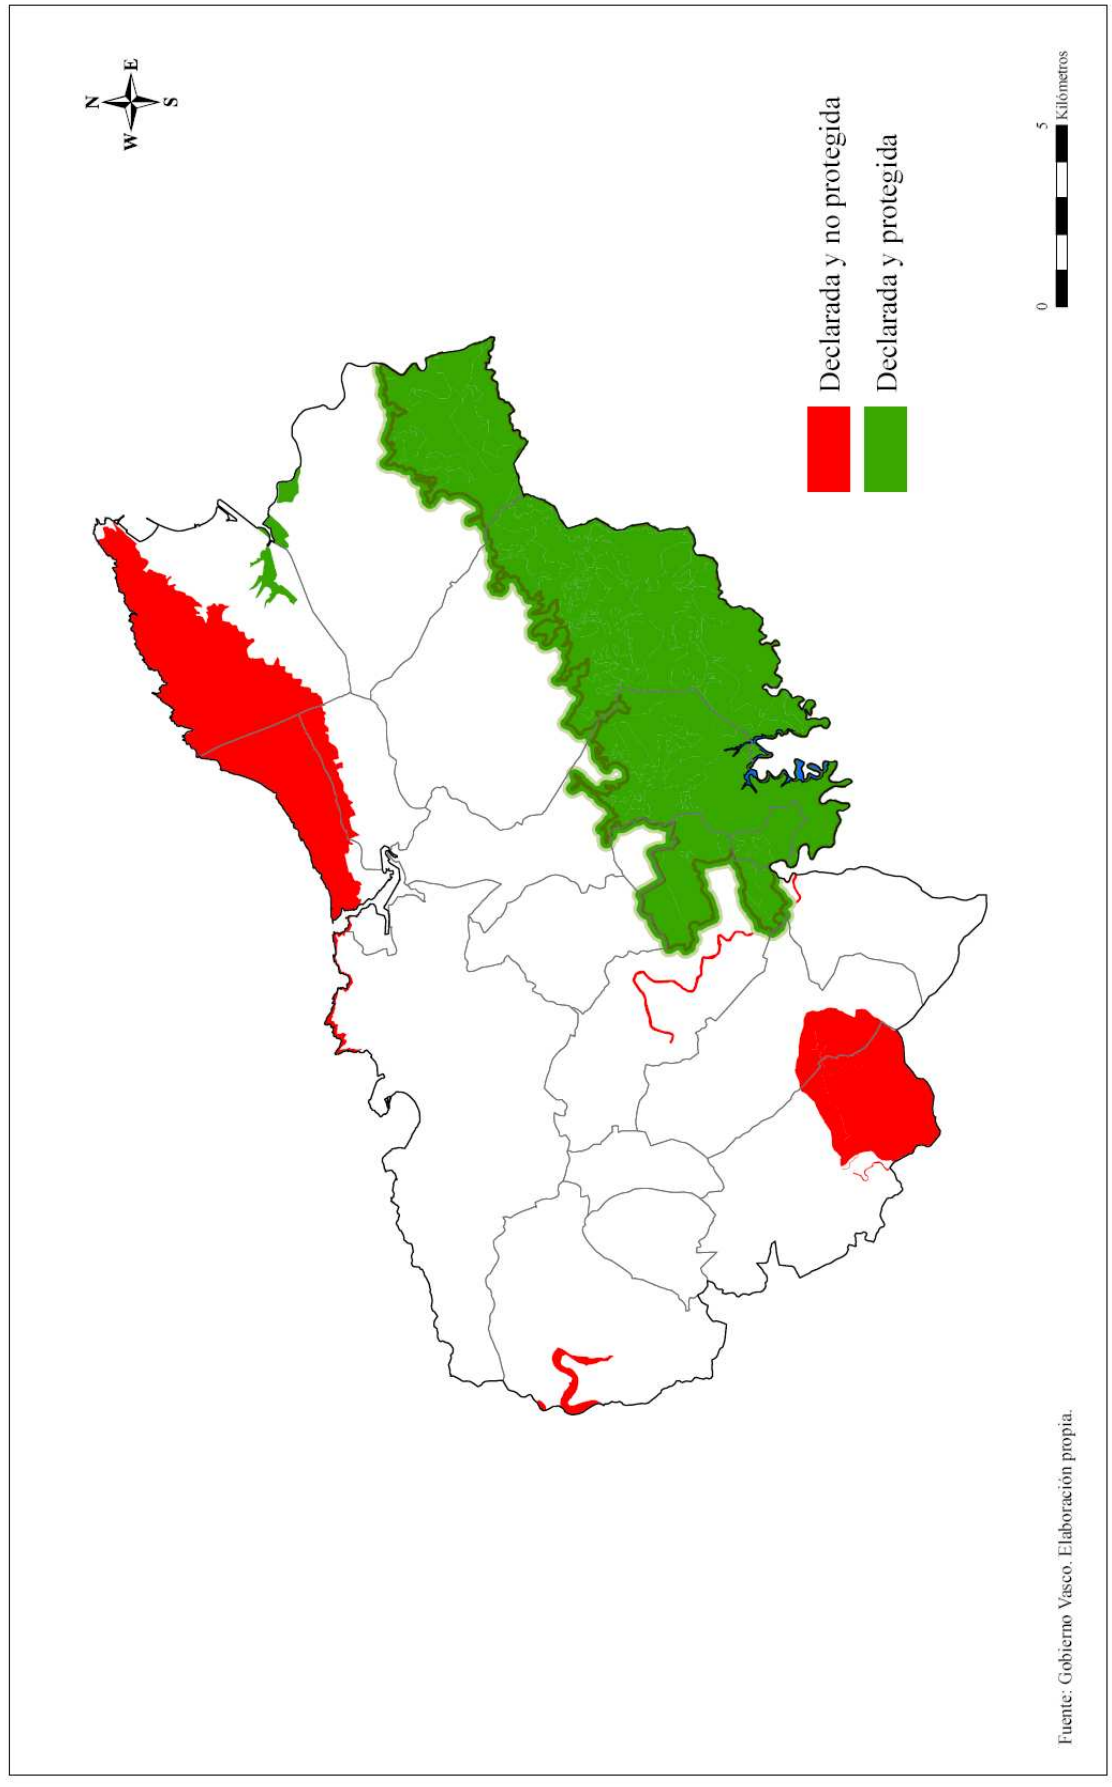 N
W E
S
Declarada y no protegida
Declarada y protegida
0 5
Kilómetros
Fuente: Gobierno Vasco. Elaboración propia.